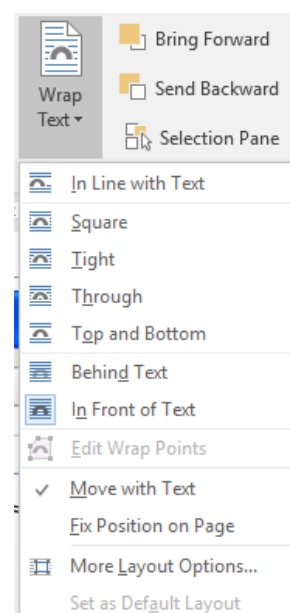 Bring Forward
Send Backward
Selection Pane
Wrap
Text
In Line with Text
Square
Tight
Through
Top and Bottom
Behind Text
In Front of Text
Edit Wrap Points
Move with Text
Fix Position on Page
More Layout Options...
Set as Default Layout